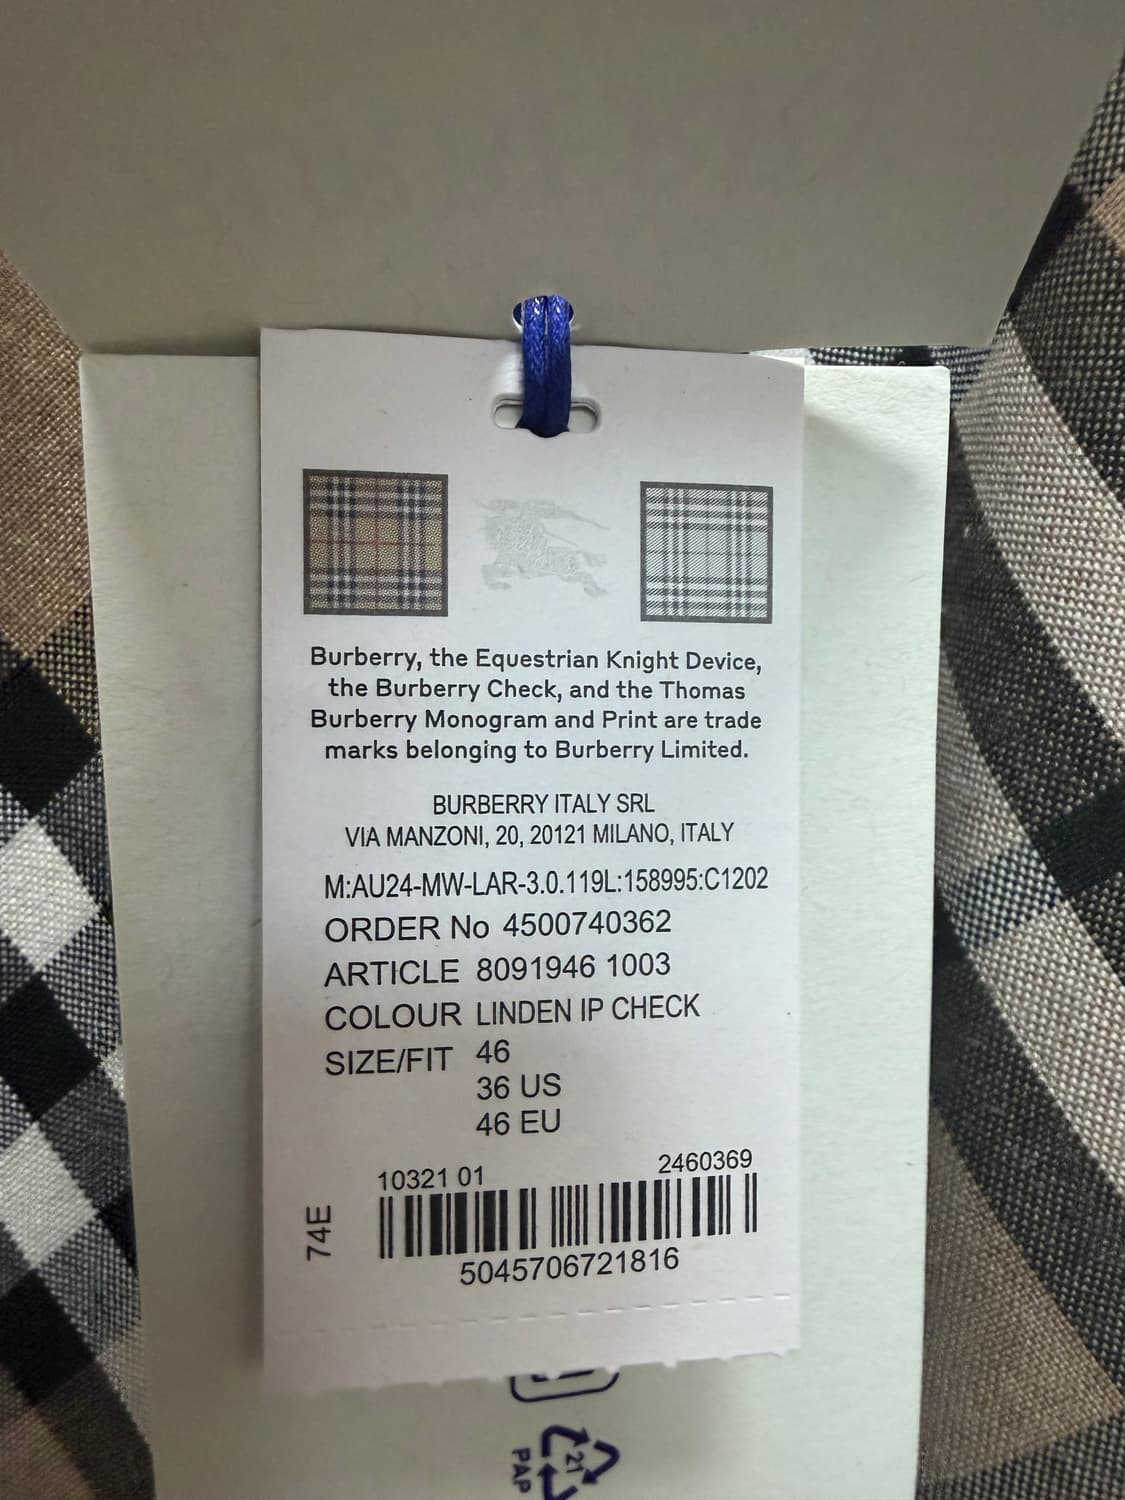 Burberry, the Equestrian Knight Device,
the Burberry Check, and the Thomas
Burberry Monogram and Print are trade
marks belonging to Burberry Limited.
BURBERRY ITALY SRL
VIA MANZONI, 20, 20121 MILANO, ITALY
M:AU24-MW-LAR-3.0.119L:158995:C1202
ORDER No 4500740362
ARTICLE 8091946 1003
COLOUR LINDEN IP CHECK
SIZE/FIT 46
36 US
46 EU
10321 01 2460369
74E
5045706721816
21
PAP